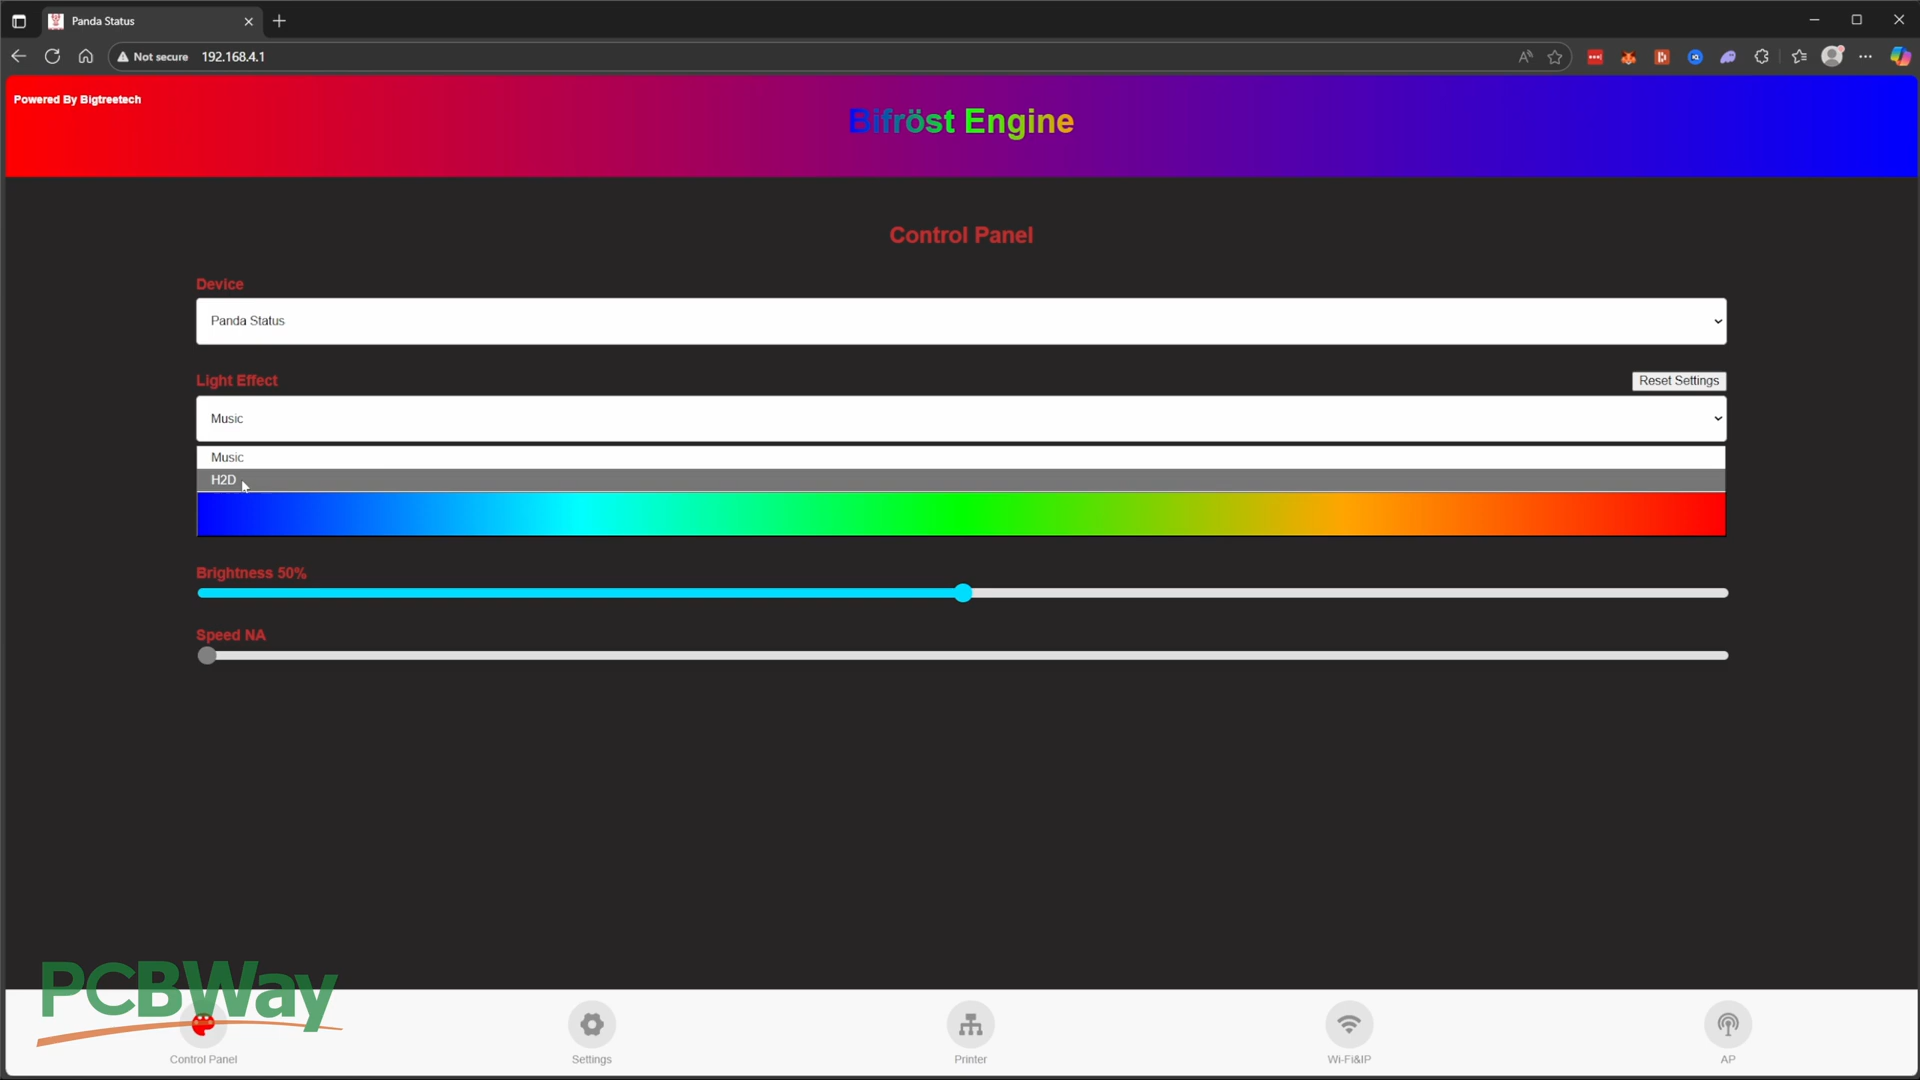 Panda Status
Not secure
192.168.4.1
Powered By Bigtreetech
Bifröst Engine
Control Panel
Device
Panda Status
Light Effect
Reset Settings
Music
Music
H2D
Brightness 50%
Speed NA
PCBWay
Control Panel
Settings
Printer
Wi-Fi&IP
AP